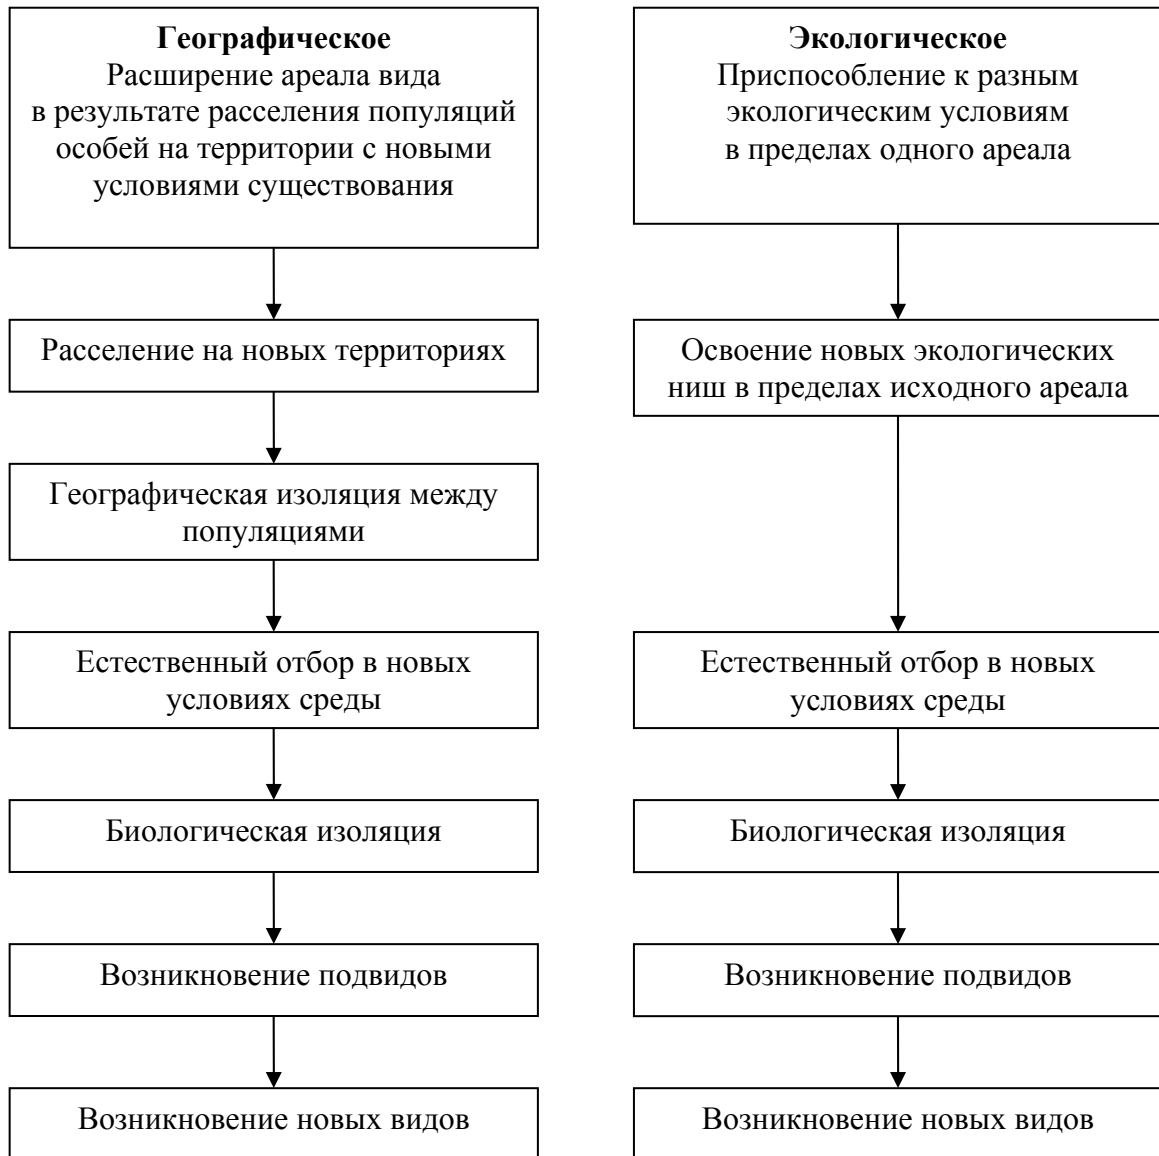 Географическое
Расширение ареала вида
в результате расселения популяций
особей на территории с новыми
условиями существования
Расселение на новых территориях
Географическая изоляция между
популяциями
Естественный отбор в новых
условиях среды
Биологическая изоляция
Возникновение подвидов
Возникновение новых видов
Экологическое
Приспособление к разным
экологическим условиям
в пределах одного ареала
Освоение новых экологических
ниш в пределах исходного ареала
Естественный отбор в новых
условиях среды
Биологическая изоляция
Возникновение подвидов
Возникновение новых видов